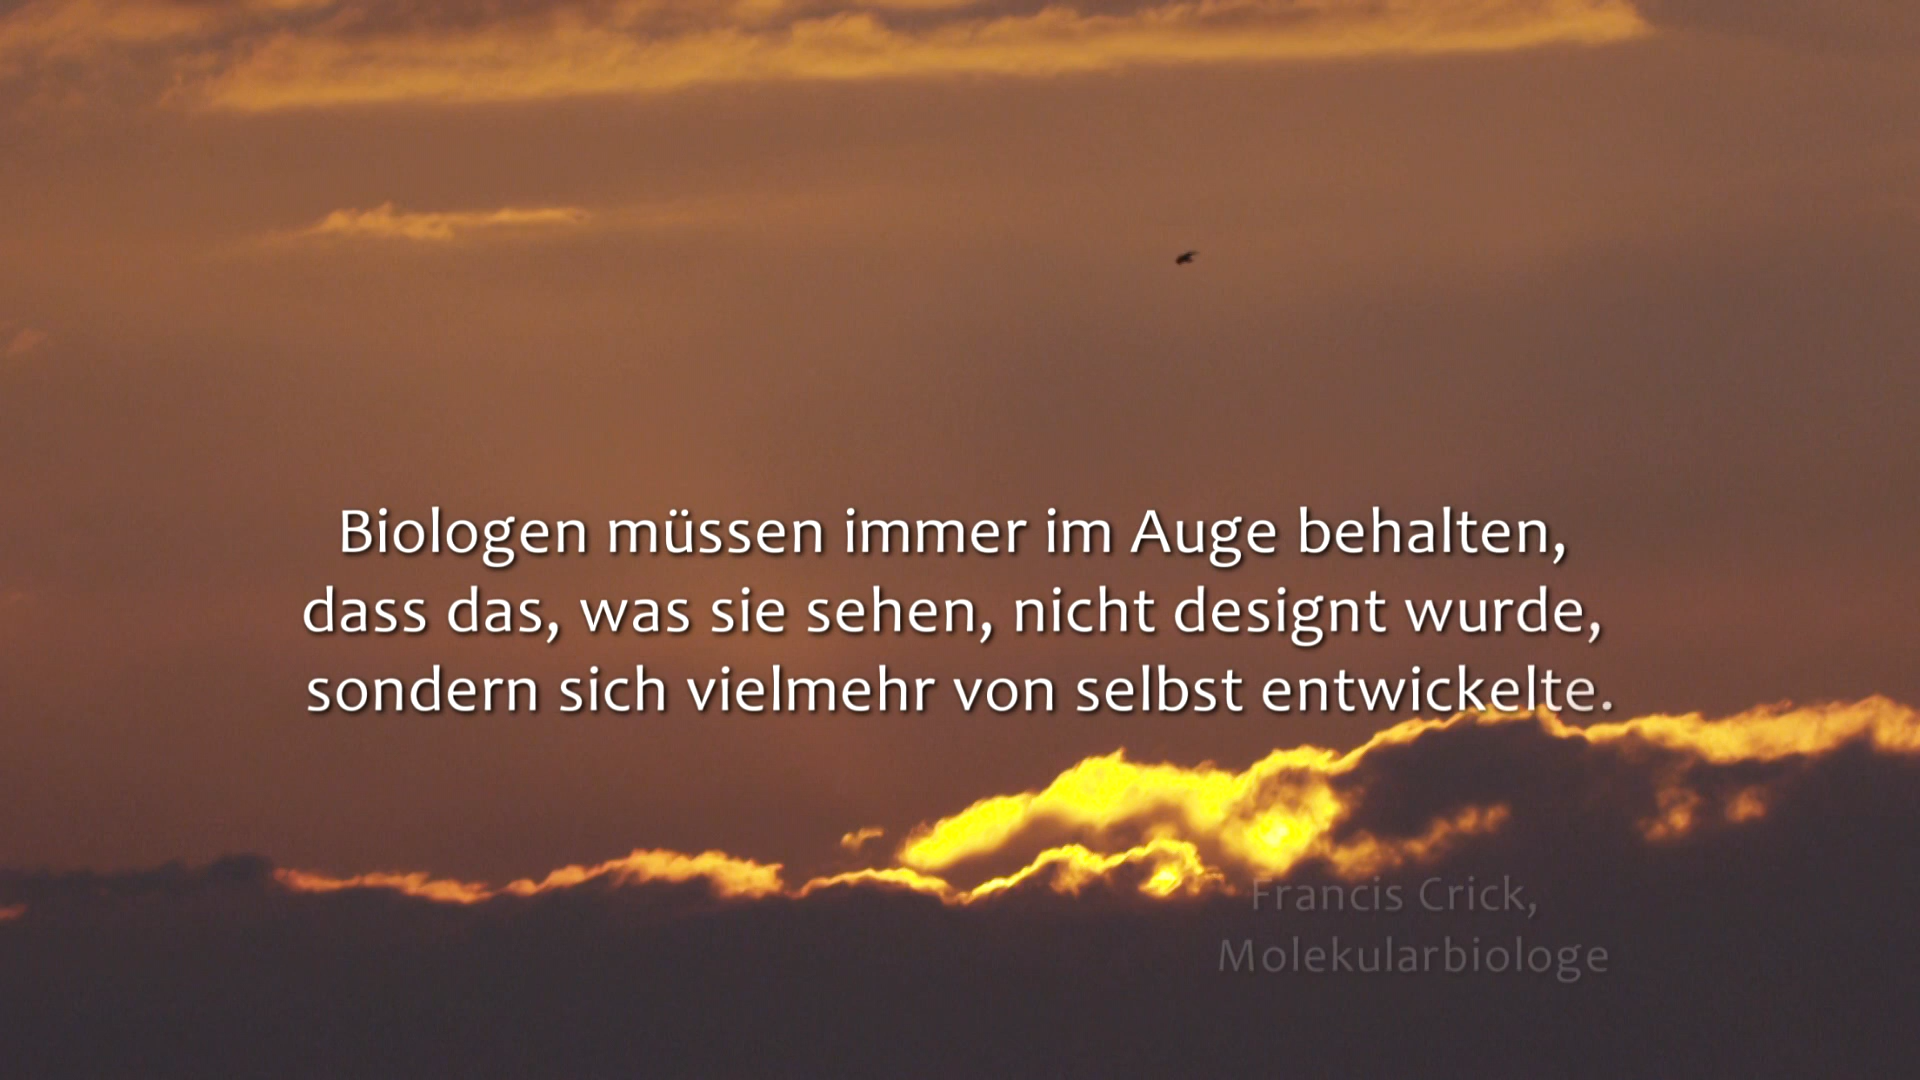 Biologen müssen immer im Auge behalten,
dass das, was sie sehen, nicht designt wurde,
sondern sich vielmehr von selbst entwickelte.
Francis Crick,
Molekularbiologe